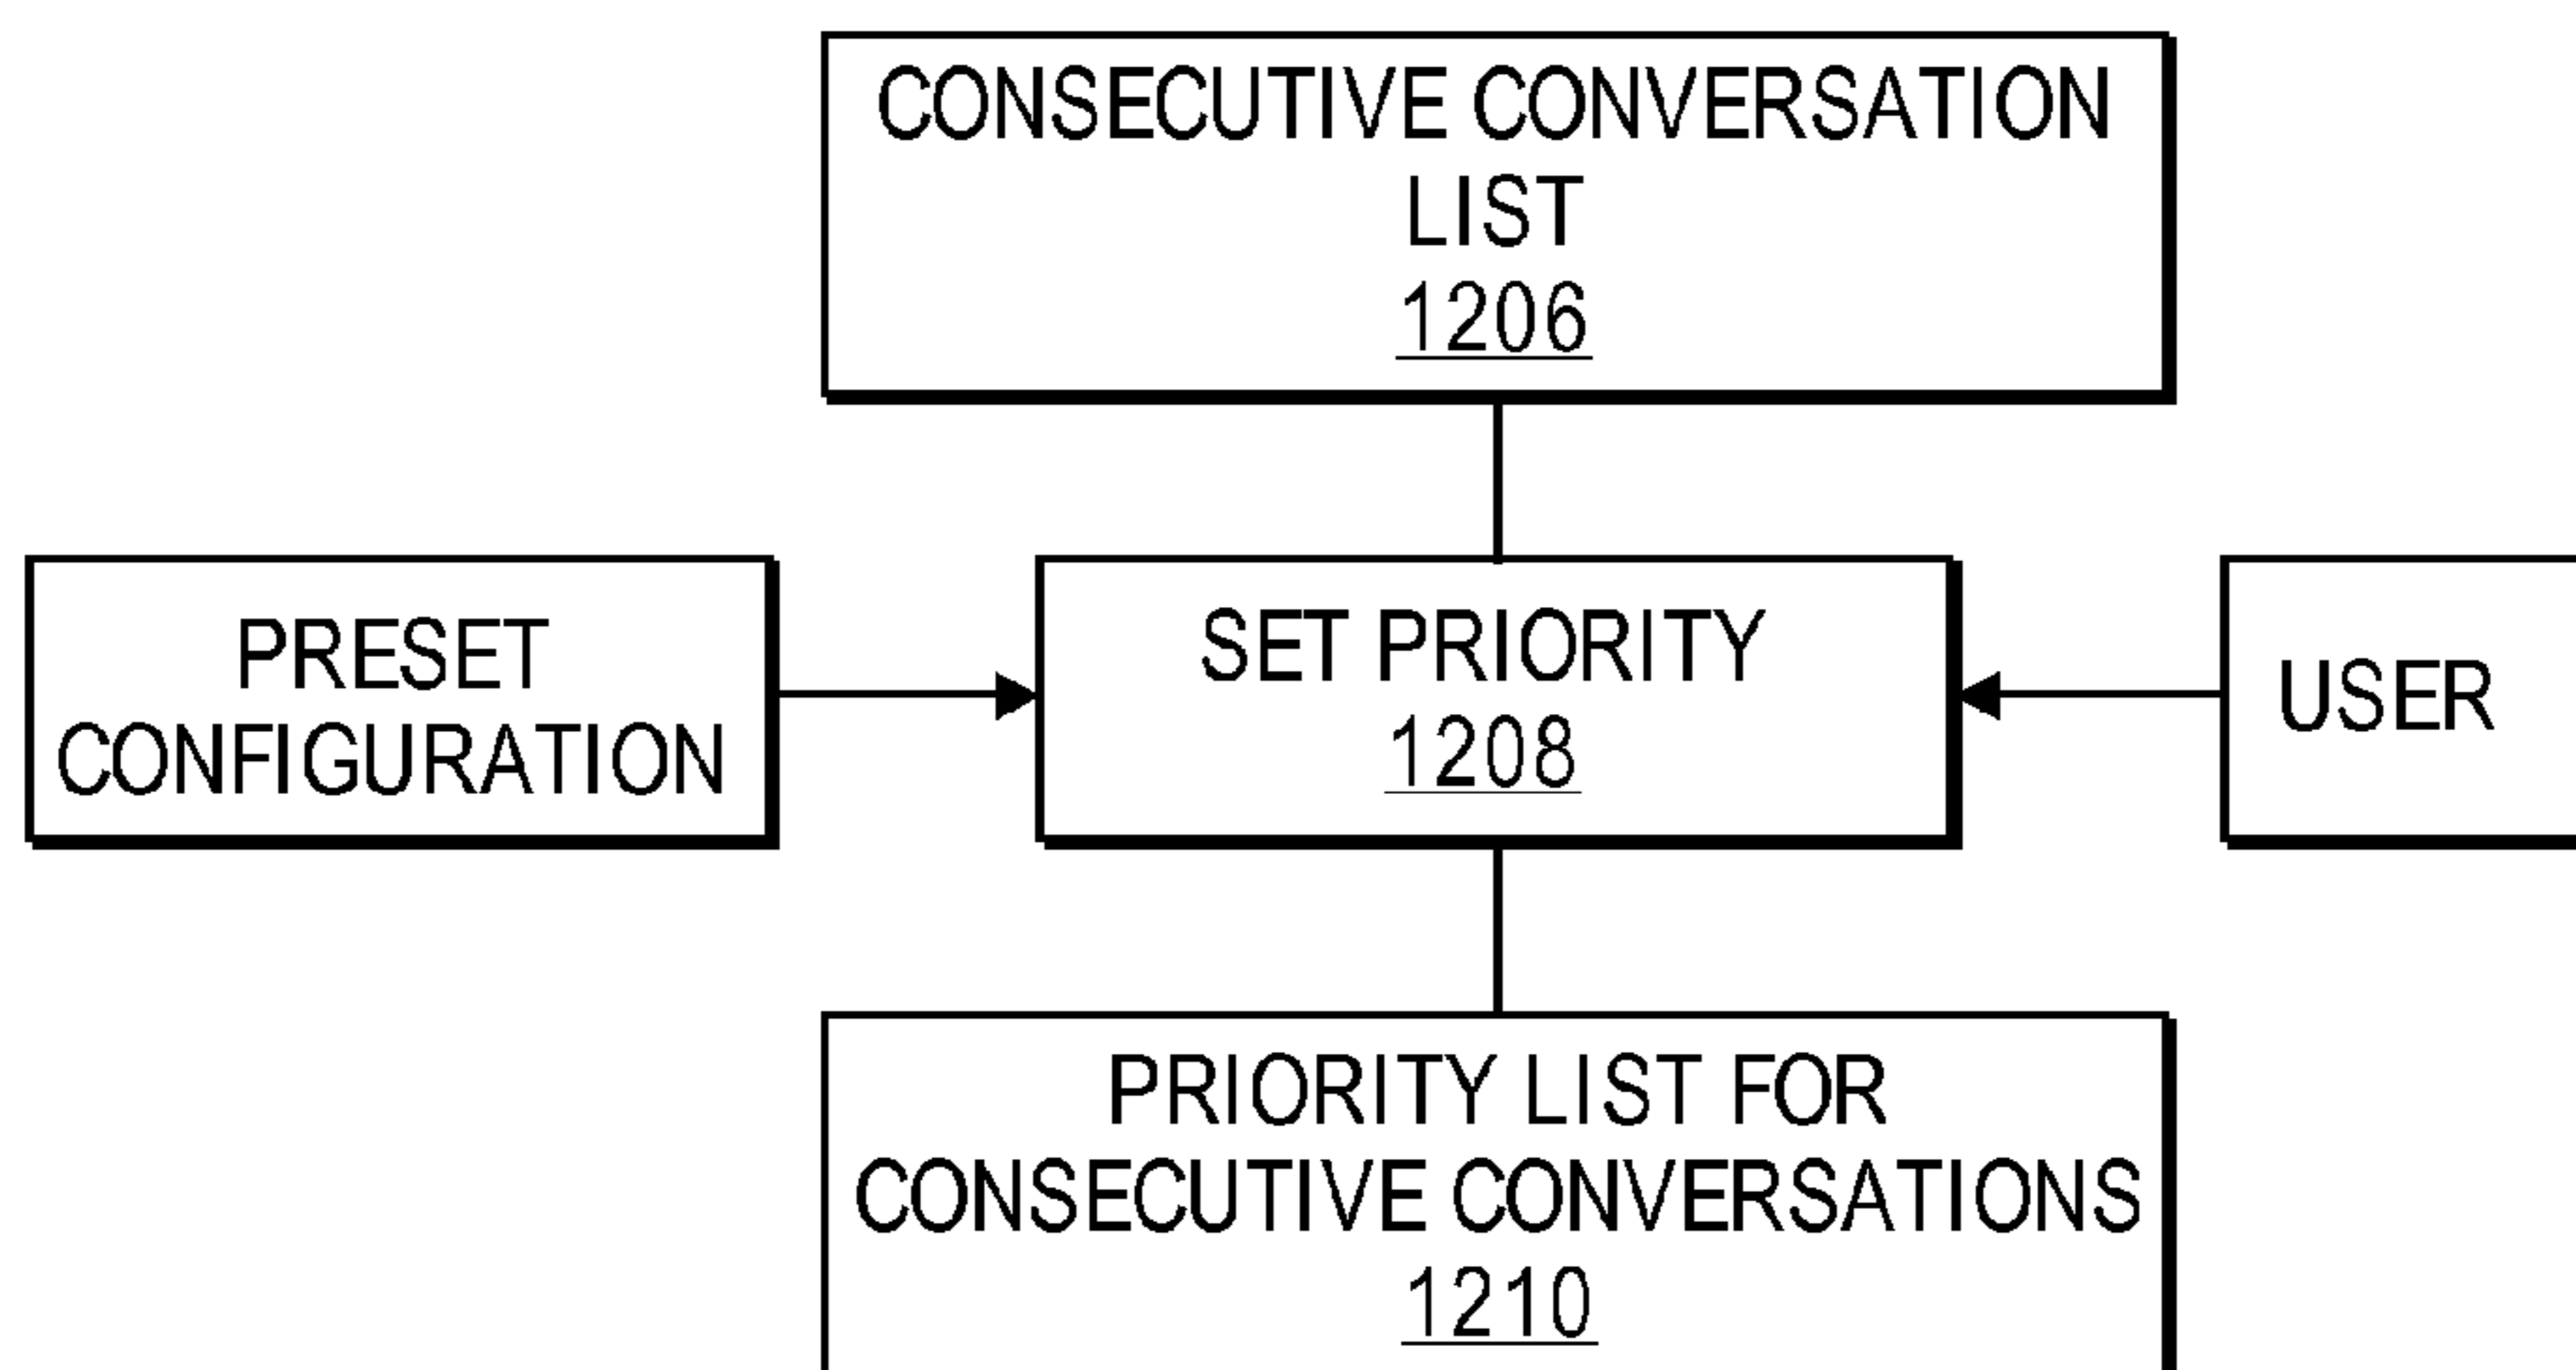 CONSECUTIVE CONVERSATION
LIST
1206
PRESET
CONFIGURATION
SET PRIORITY
1208
USER
PRIORITY LIST FOR
CONSECUTIVE CONVERSATIONS
1210